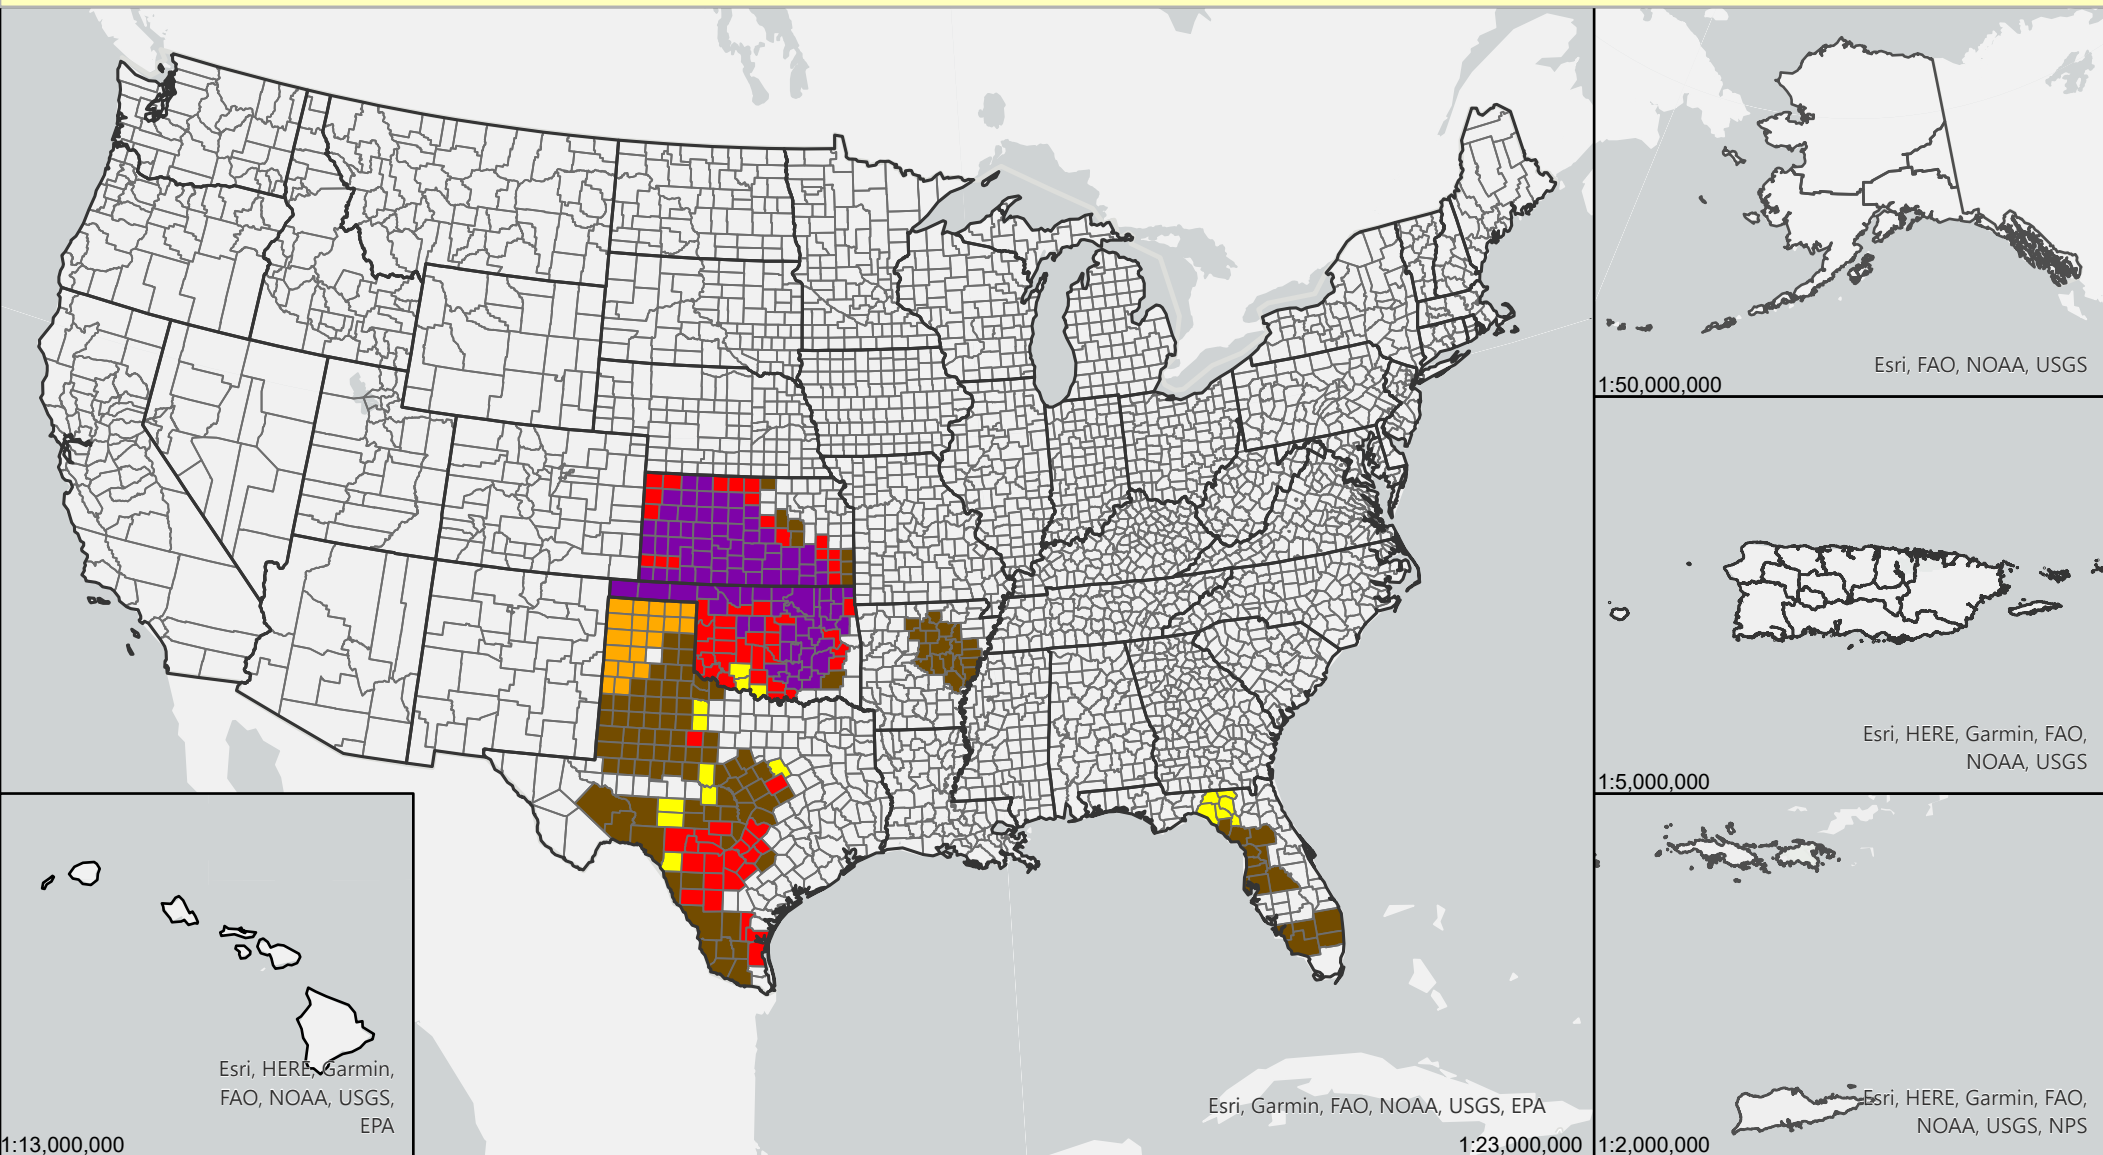 Esri, FAO, NOAA, USGS
1:50,000,000
Esri, HERE, Garmin, FAO,
NOAA, USGS
1:5,000,000
Esri, HERE, Garmin,
FAO, NOAA, USGS,
EPA
1:13,000,000
Esri, Garmin, FAO, NOAA, USGS, EPA
1:23,000,000
Esri, HERE, Garmin, FAO,
NOAA, USGS, NPS
1:2,000,000